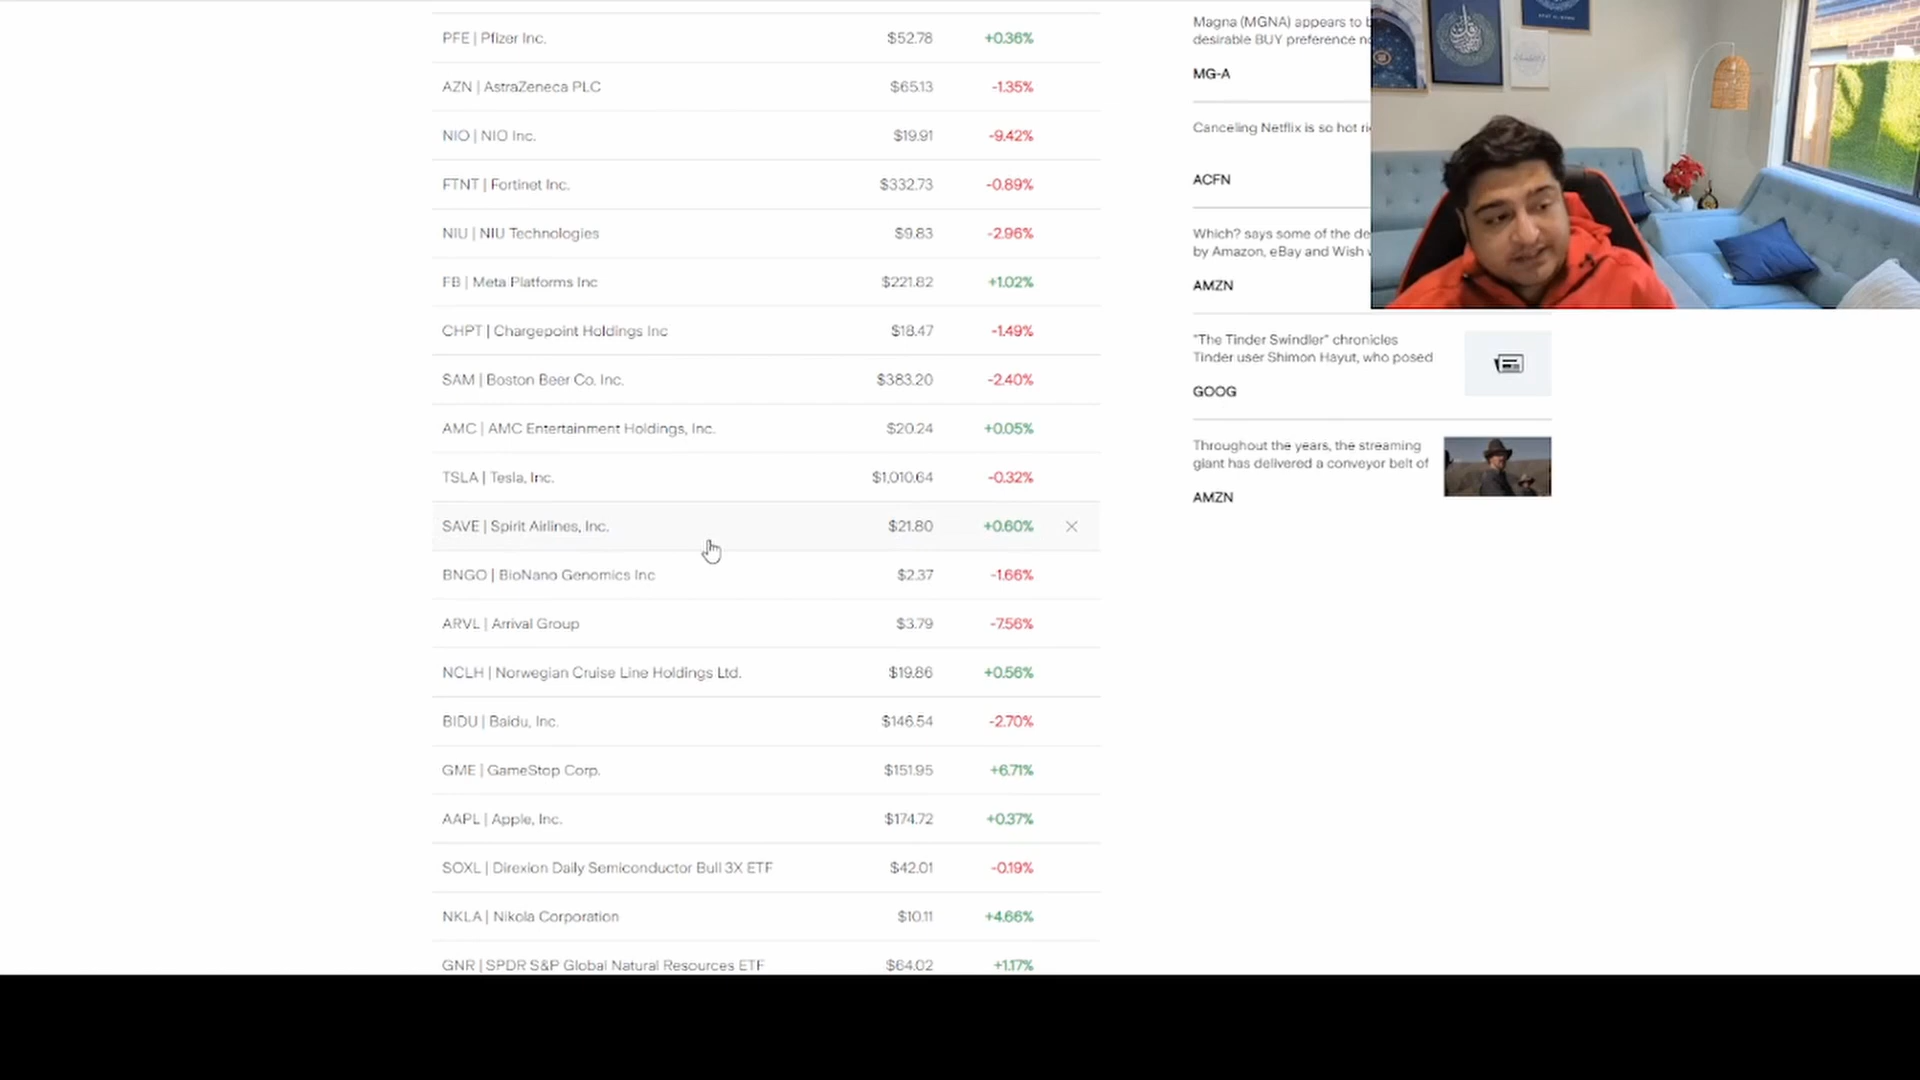 PFE | Pfizer Inc. $52.78 +0.36%
AZN | AstraZeneca PLC $65.13 -1.35%
NIO | NIO Inc. $19.91 -9.42%
FTNT | Fortinet Inc. $332.73 -0.89%
NIU | NIU Technologies $9.83 -2.96%
FB | Meta Platforms Inc $221.82 +1.02%
CHPT | Chargepoint Holdings Inc $18.47 -1.49%
SAM | Boston Beer Co. Inc. $383.20 -2.40%
AMC | AMC Entertainment Holdings, Inc. $20.24 +0.05%
TSLA | Tesla, Inc. $1,010.64 -0.32%
SAVE | Spirit Airlines, Inc. $21.80 +0.60%
BNGO | BioNano Genomics Inc $2.37 -1.66%
ARVL | Arrival Group $3.79 -7.56%
NCLH | Norwegian Cruise Line Holdings Ltd. $19.86 +0.56%
BIDU | Baidu, Inc. $146.54 -2.70%
GME | GameStop Corp. $151.95 +6.71%
AAPL | Apple, Inc. $174.72 +0.37%
SOXL | Direxion Daily Semiconductor Bull 3X ETF $42.01 -0.19%
NKLA | Nikola Corporation $10.11 +4.66%
GNR | SPDR S&P Global Natural Resources ETF $64.02 +1.17%
Magna (MGNA) appears to
desirable BUY preference
MG-A
Canceling Netflix is so hot
ACFN
Which? says some of the
by Amazon, eBay and Wish
AMZN
"The Tinder Swindler" chronicles
Tinder user Shimon Hayut, who posed
GOOG
Throughout the years, the streaming
giant has delivered a conveyor belt of
AMZN